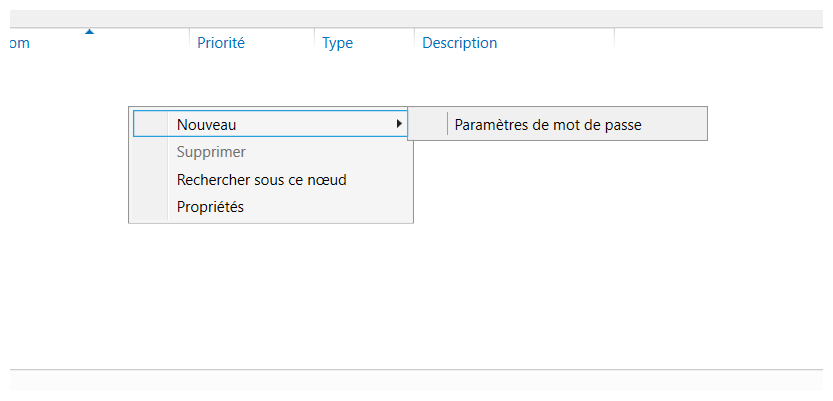 om Priorité Type Description
Nouveau Paramètres de mot de passe
Supprimer
Rechercher sous ce nœud
Propriétés